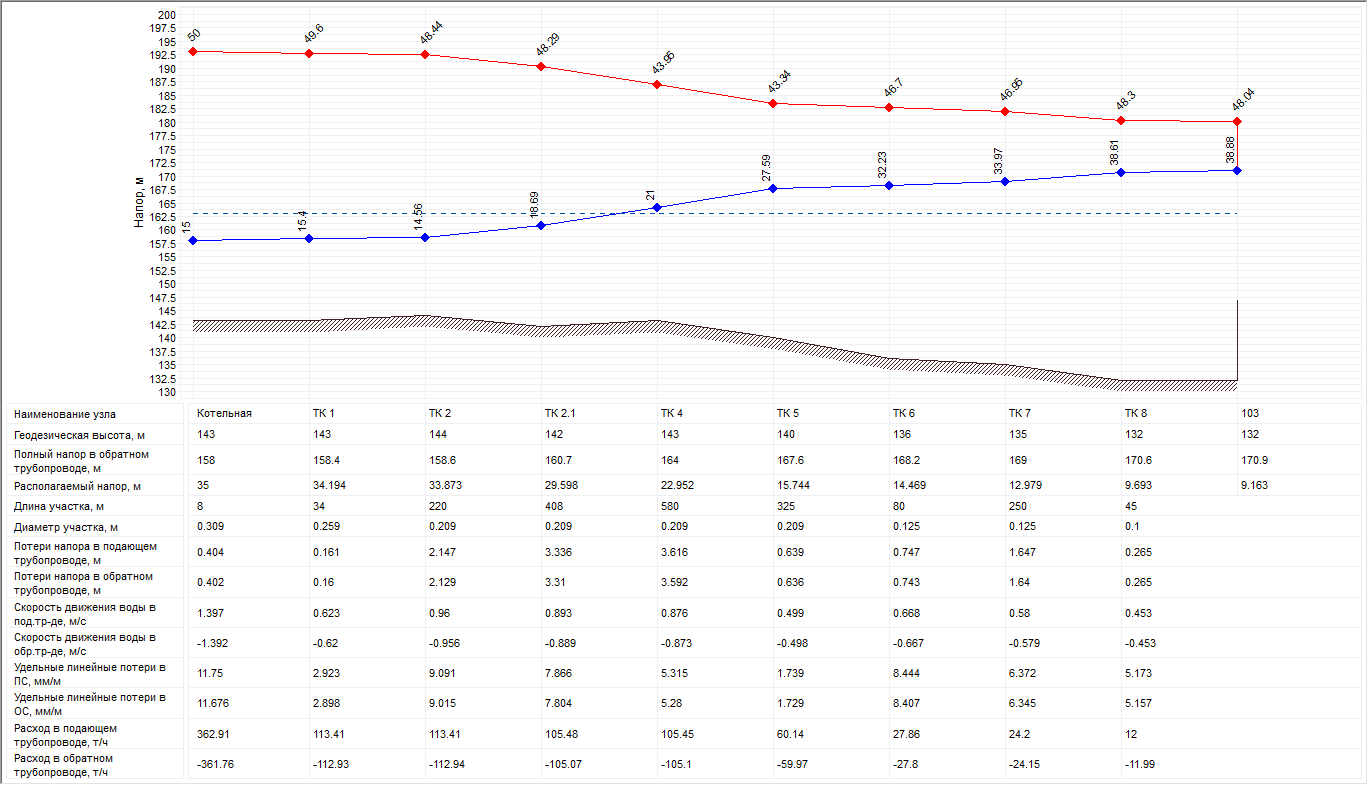 200
197.5
195
192.5
190
187.5
185
182.5
180
177.5
175
172.5
170
167.5
165
162.5
160
157.5
155
152.5
150
147.5
145
142.5
140
137.5
135
132.5
130
Напор, м
50 49.6 48.44 48.29 43.95 43.34 46.7 46.95 48.3 48.04
15 15.4 14.56 18.69 21 27.59 32.23 33.97 38.61 38.88
Наименование узла Котельная ТК 1 ТК 2 ТК 2.1 ТК 4 ТК 5 ТК 6 ТК 7 ТК 8 103
Геодезическая высота, м 143 143 144 142 143 140 136 135 132 132
Полный напор в обратном
трубопроводе, м 158 158.4 158.6 160.7 164 167.6 168.2 169 170.6 170.9
Располагаемый напор, м 35 34.194 33.873 29.598 22.952 15.744 14.469 12.979 9.693 9.163
Длина участка, м 8 34 220 408 580 325 80 250 45
Диаметр участка, м 0.309 0.259 0.209 0.209 0.209 0.209 0.125 0.125 0.1
Потери напора в подающем
трубопроводе, м 0.404 0.161 2.147 3.336 3.616 0.639 0.747 1.647 0.265
Потери напора в обратном
трубопроводе, м 0.402 0.16 2.129 3.31 3.592 0.636 0.743 1.64 0.265
Скорость движения воды в
под.тр-де, м/с 1.397 0.623 0.96 0.893 0.876 0.499 0.668 0.58 0.453
Скорость движения воды в
обр.тр-де, м/с -1.392 -0.62 -0.956 -0.889 -0.873 -0.498 -0.667 -0.579 -0.453
Удельные линейные потери в
ПС, мм/м 11.75 2.923 9.091 7.866 5.315 1.739 8.444 6.372 5.173
Удельные линейные потери в
ОС, мм/м 11.676 2.898 9.015 7.804 5.28 1.729 8.407 6.345 5.157
Расход в подающем
трубопроводе, т/ч 362.91 113.41 113.41 105.48 105.45 60.14 27.86 24.2 12
Расход в обратном
трубопроводе, т/ч -361.76 -112.93 -112.94 -105.07 -105.1 -59.97 -27.8 -24.15 -11.99